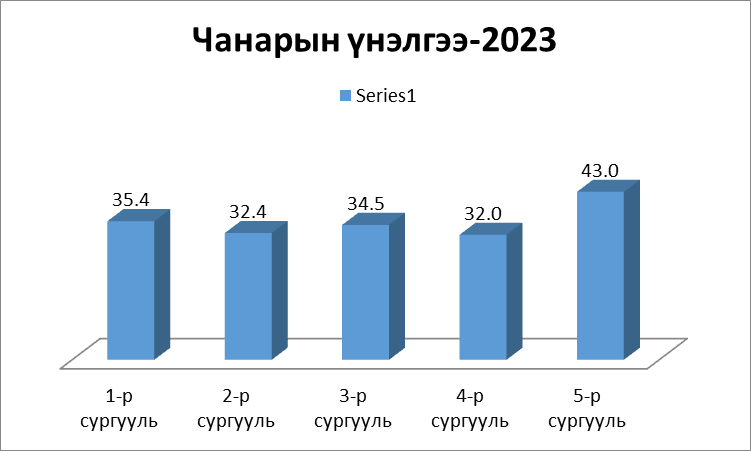 Чанарын үнэлгээ-2023
Series1
35.4
32.4
34.5
32.0
43.0
1-р
сургууль
2-р
сургууль
3-р
сургууль
4-р
сургууль
5-р
сургууль